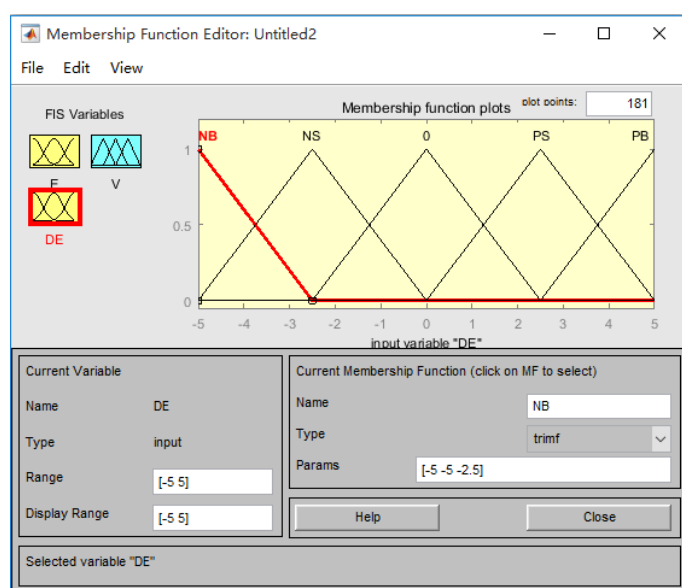 Membership Function Editor: Untitled2
File Edit View
FIS Variables
E V
DE
Membership function plots
plot points: 181
NB NS 0 PS PB
1
0.5
0
-5 -4 -3 -2 -1 0 1 2 3 4 5
input variable "DE"
Current Variable
Name DE
Type input
Range [-5 5]
Display Range [-5 5]
Current Membership Function (click on MF to select)
Name NB
Type trimf
Params [-5 -5 -2.5]
Help Close
Selected variable "DE"